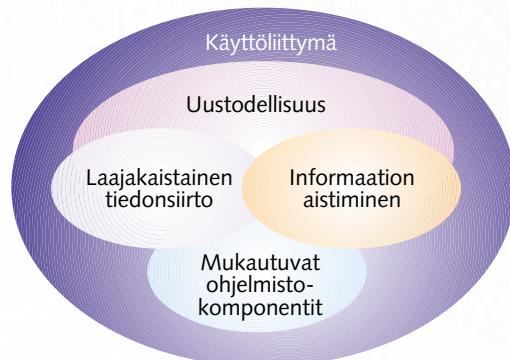 Käyttöliittymä
Uustodellisuus
Laajakaistainen
tiedonsiirto
Informaation
aistiminen
Mukautuvat
ohjelmisto-
komponentit